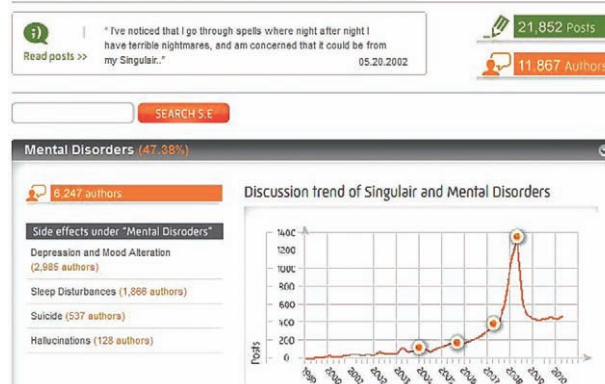 " I've noticed that I go through spells where night after night I
have terrible nightmares, and am concerned that it could be from
my Singulair.."
05.20.2002
Read posts >>
21,852 Posts
11,867 Authors
SEARCH S.E
Mental Disorders (47.38%)
6,247 authors
Side effects under "Mental Disroders"
Depression and Mood Alteration
(2,985 authors)
Sleep Disturbances (1,866 authors)
Suicide (537 authors)
Hallucinations (128 authors)
Discussion trend of Singulair and Mental Disorders
1400
1200
1000
800
600
400
200
0
Posts